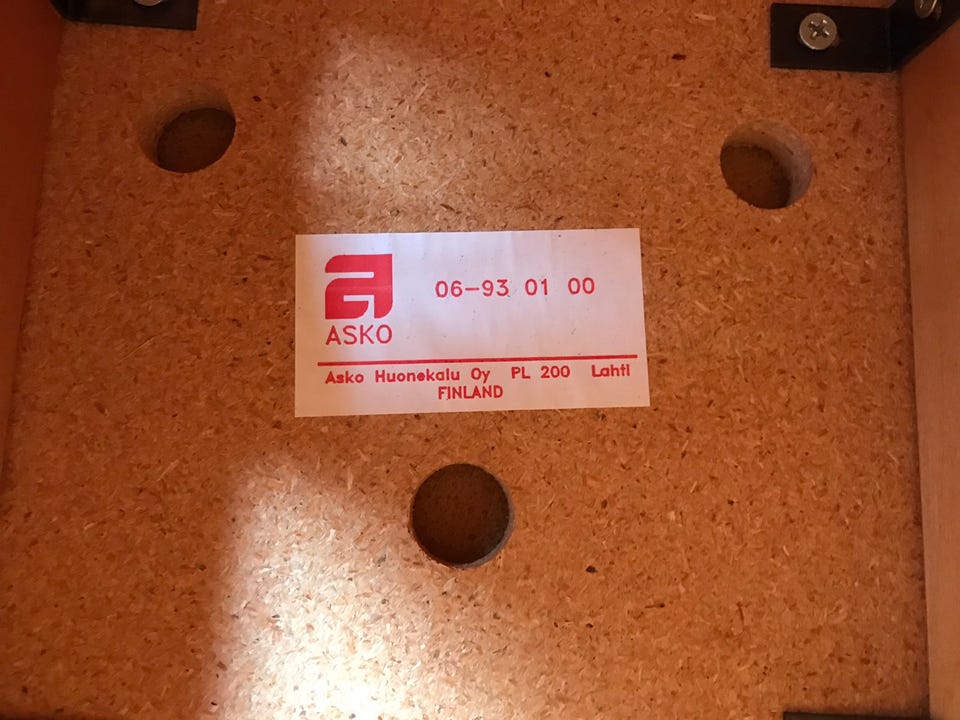 06-93 01 00
ASKO
Asko Huonekalu Oy PL 200 Lahti
FINLAND